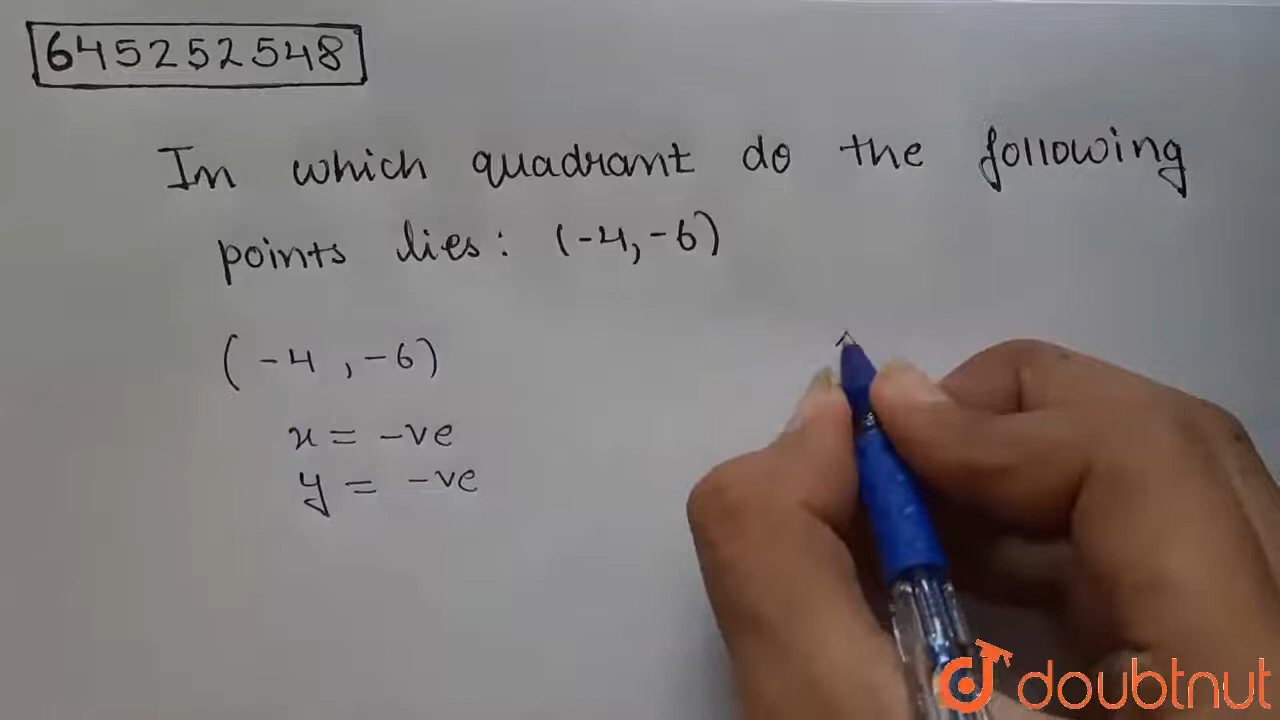 645252548
In which quadrant do the following
points lies: (-4,-6)
(-4, -6)
x = -ve
y = -ve
doubtnut